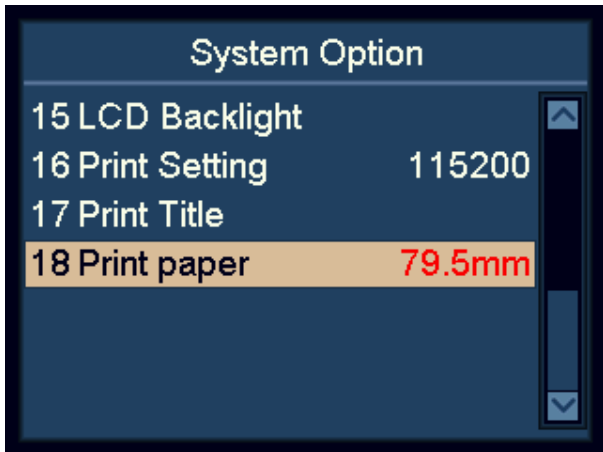 System Option
15 LCD Backlight
16 Print Setting 115200
17 Print Title
18 Print paper 79.5mm